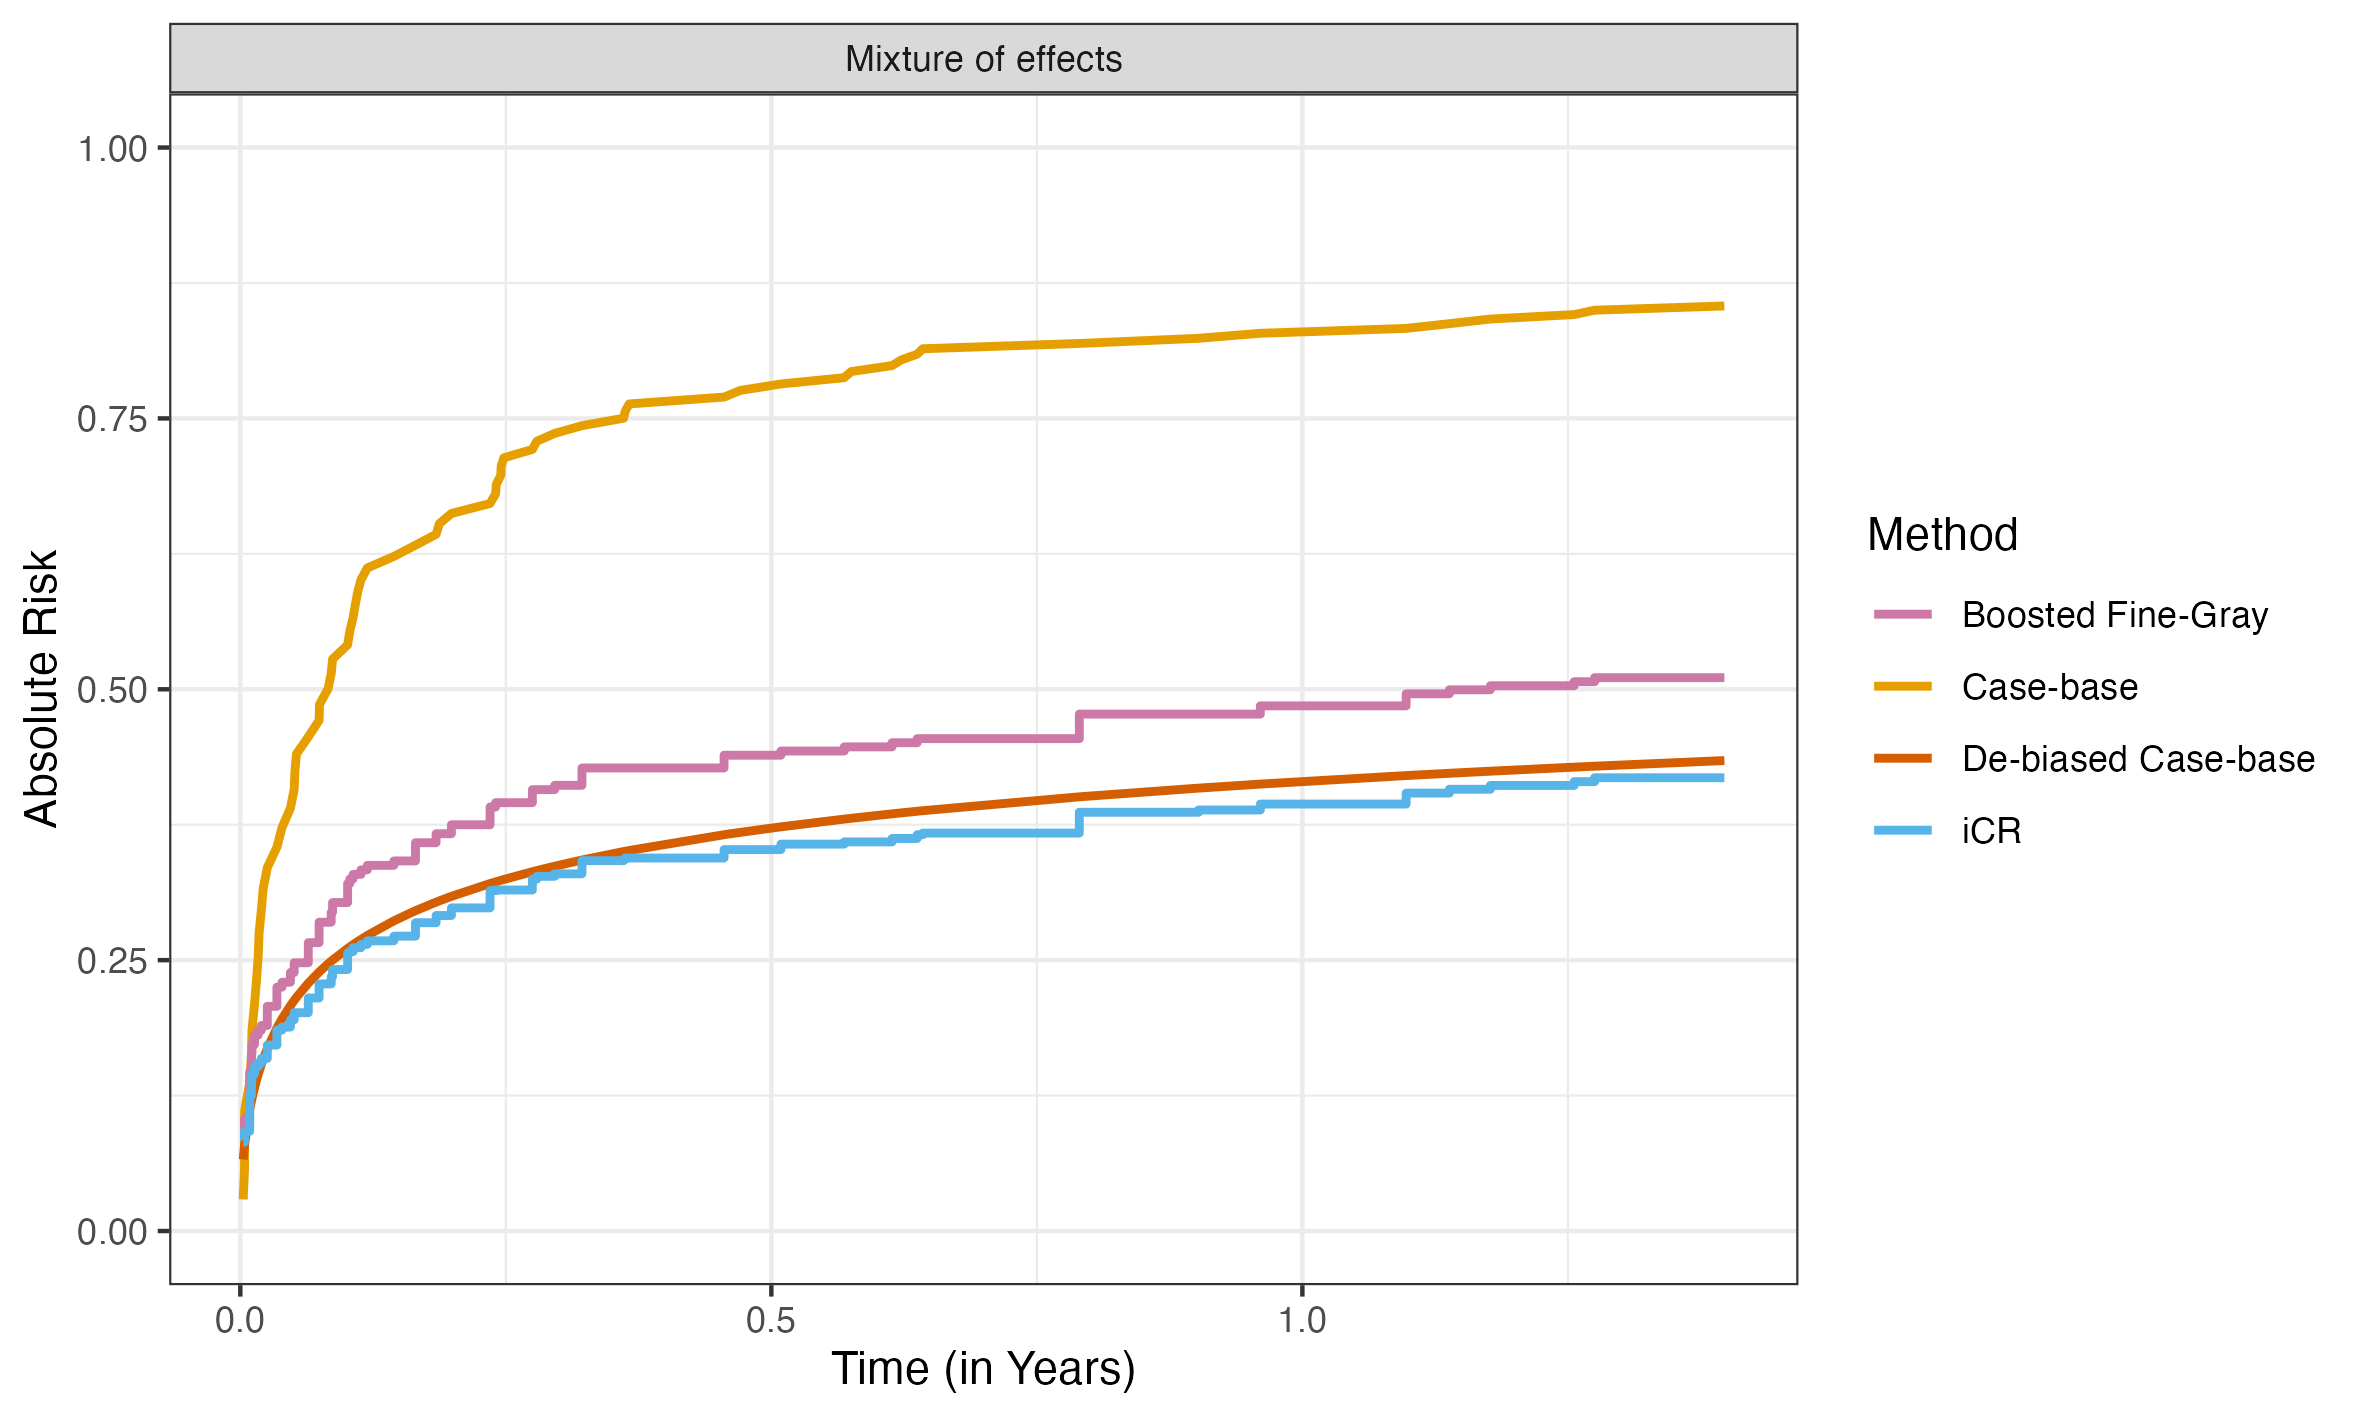 Mixture of effects
1.00
0.75
0.50
0.25
0.00
Absolute Risk
0.0 0.5 1.0
Time (in Years)
Method
Boosted Fine-Gray
Case-base
De-biased Case-base
iCR